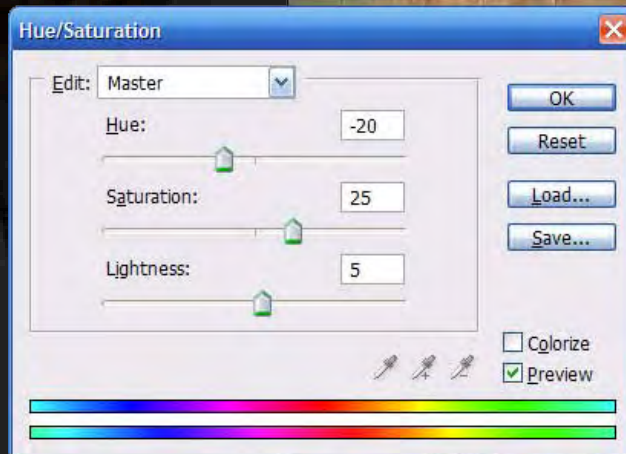 Hue/Saturation
Edit: Master
Hue: -20
Saturation: 25
Lightness: 5
OK
Reset
Load...
Save...
Colorize
Preview